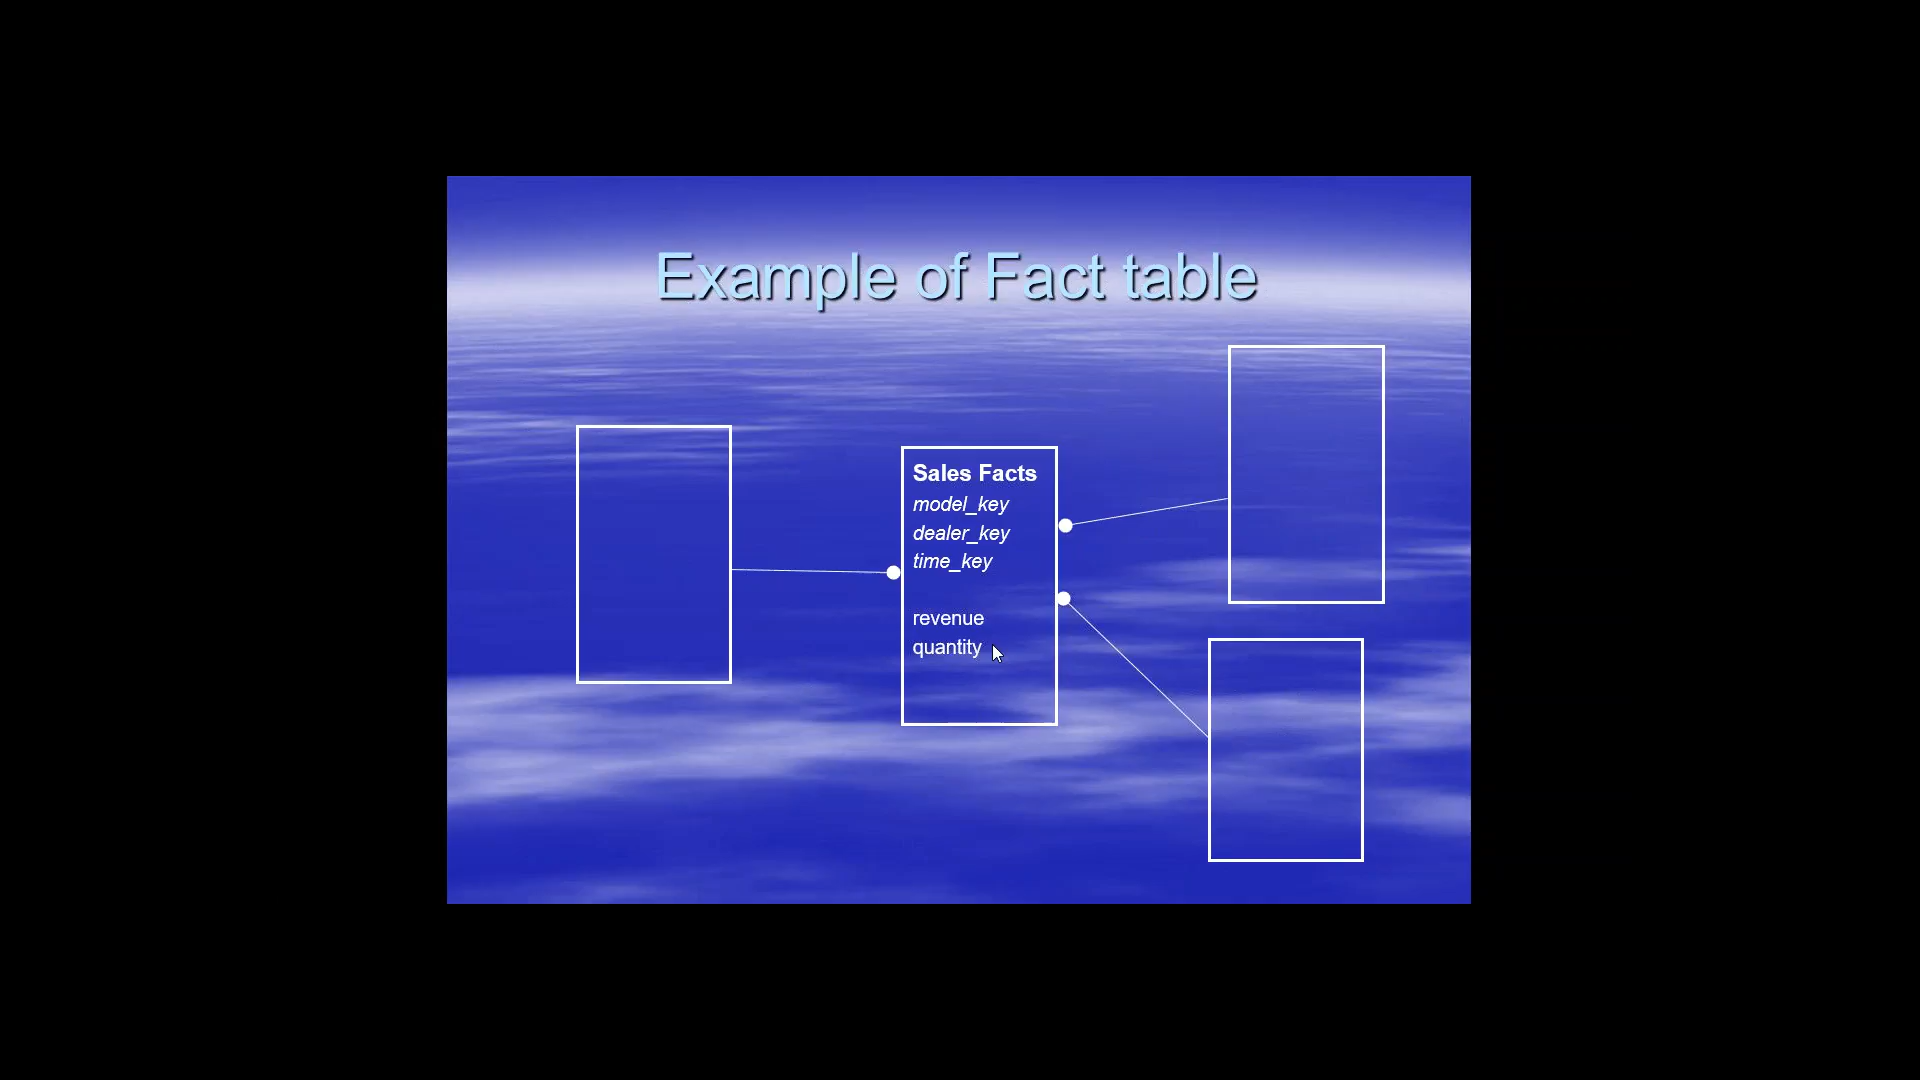 Example of Fact table
Sales Facts
model_key
dealer_key
time_key
revenue
quantity